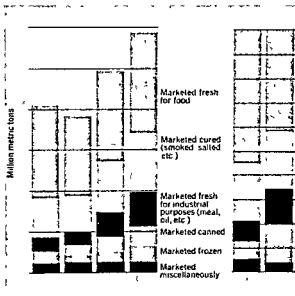 Million metric tons
Marketed fresh
for food
Marketed cured
(smoked salted
etc )
Marketed fresh
for industrial
purposes (meal,
oil, etc )
Marketed canned
Marketed frozen
Marketed
miscellaneously